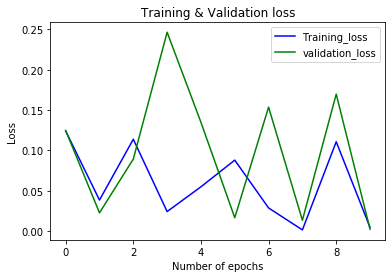 Training & Validation loss
Training_loss
validation_loss
0.25
0.20
0.15
0.10
0.05
0.00
Loss
0 2 4 6 8
Number of epochs